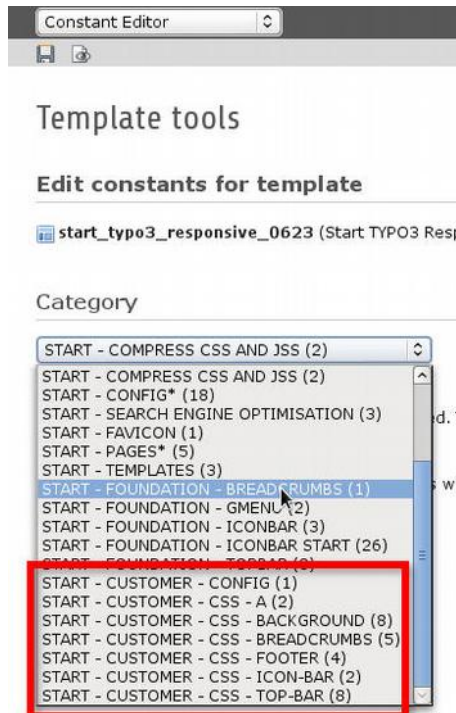 Constant Editor
Template tools
Edit constants for template
start_typo3_responsive_0623 (Start TYPO3 Resp
Category
START - COMPRESS CSS AND JSS (2)
START - COMPRESS CSS AND JSS (2)
START - CONFIG* (18)
START - SEARCH ENGINE OPTIMISATION (3)
ed. T
START - FAVICON (1)
START - PAGES* (5)
START - TEMPLATES (3)
START - FOUNDATION - BREADCRUMBS (1)
s w
START - FOUNDATION - GMENU (2)
START - FOUNDATION - ICONBAR (3)
START - FOUNDATION - ICONBAR START (26)
START - FOUNDATION - TOPBAR
START - CUSTOMER - CONFIG (1)
START - CUSTOMER - CSS - A (2)
START - CUSTOMER - CSS - BACKGROUND (8)
START - CUSTOMER - CSS - BREADCRUMBS (5)
START - CUSTOMER - CSS - FOOTER (4)
START - CUSTOMER - CSS - ICON-BAR (2)
START - CUSTOMER - CSS - TOP-BAR (8)